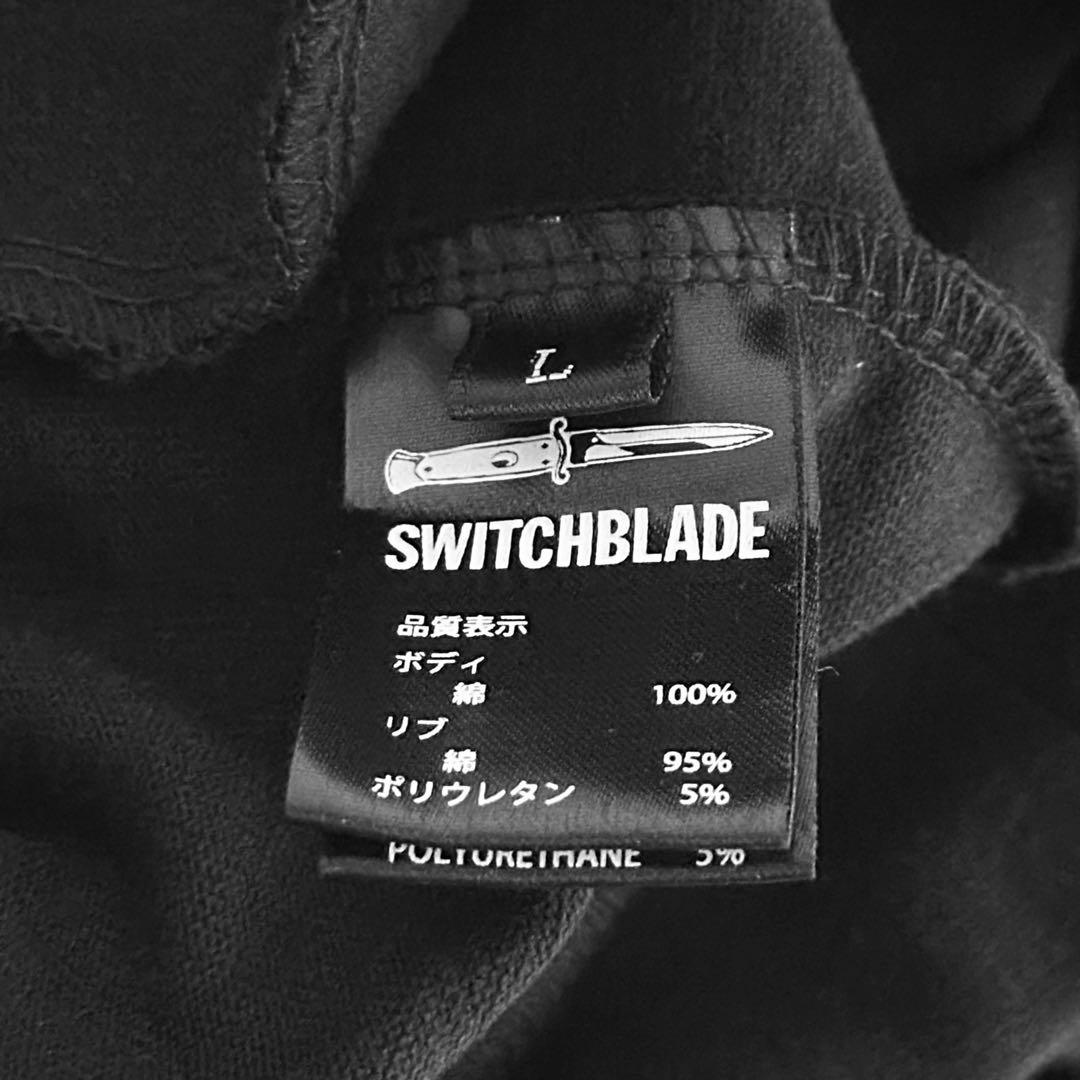 L
SWITCHBLADE
品質表示
ボディ
綿 100%
リブ
綿 95%
ポリウレタン 5%
POLYURETHANE 5%